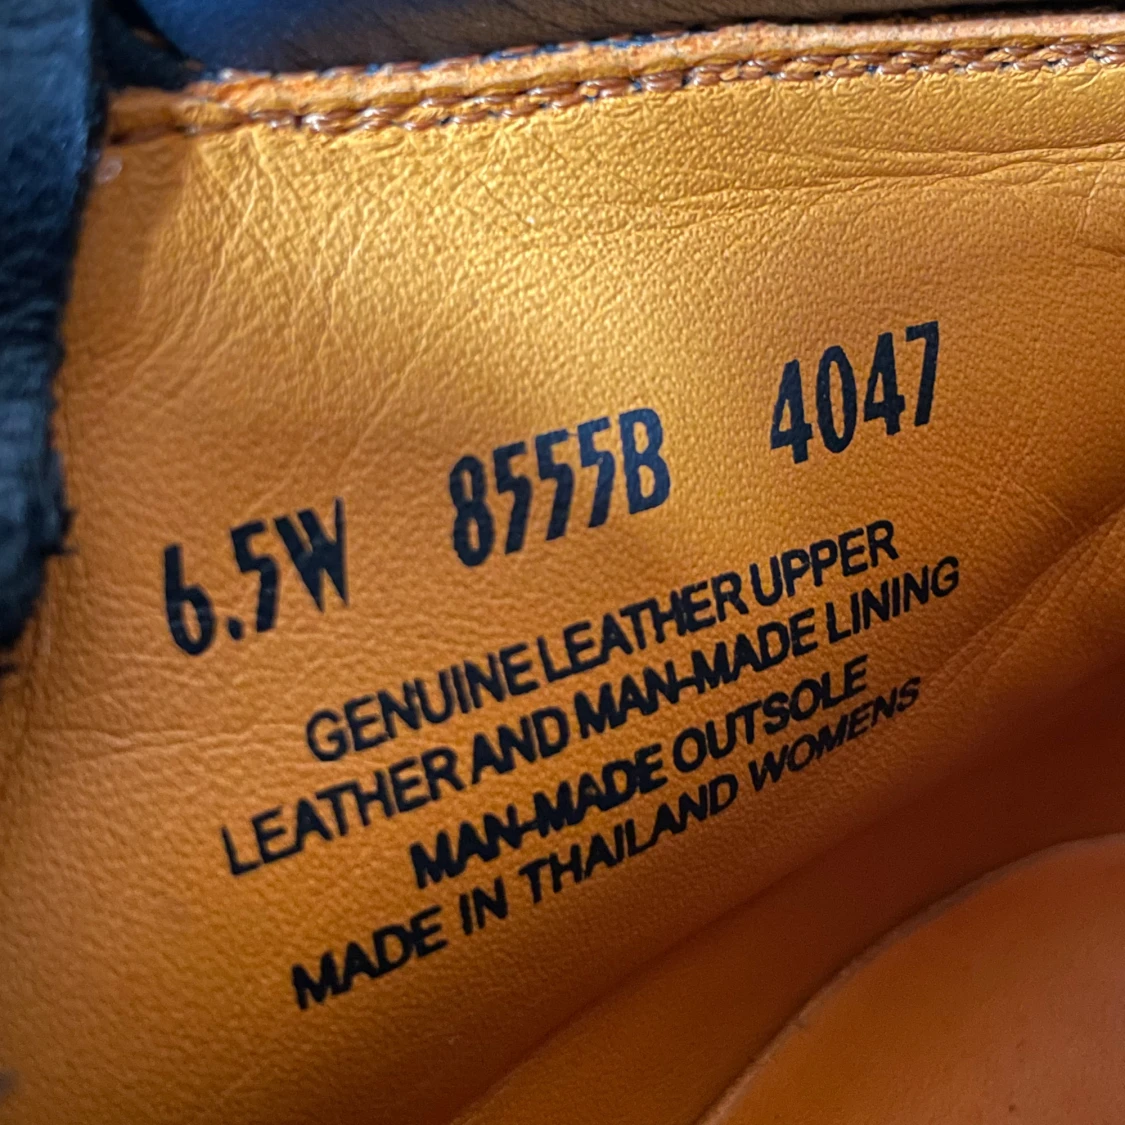 6.5W 8555B 4047
GENUINE LEATHER UPPER
LEATHER AND MAN-MADE LINING
MAN-MADE OUTSOLE
MADE IN THAILAND WOMENS